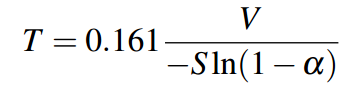 T = 0.161 V / −S ln(1 − α)